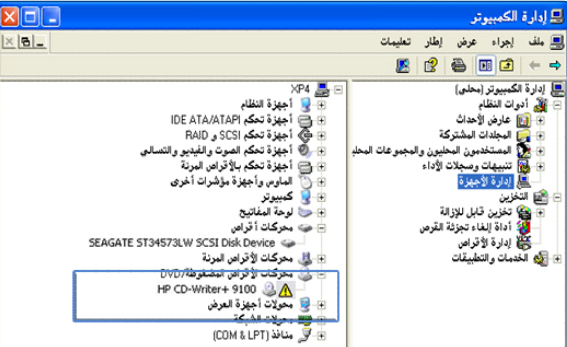 إدارة الكمبيوتر
ملف إجراء عرض إطار تعليمات
إدارة الكمبيوتر (محلي)
أدوات النظام
عارض الأحداث
المجلدات المشتركة
المستخدمون المحليون والمجموعات المحلي
تنبيهات وسجلات الأداء
إدارة الأجهزة
التخزين
تخزين قابل للإزالة
أداة إلغاء تجزئة القرص
إدارة الأقراص
الخدمات والتطبيقات
XP4
أجهزة النظام
أجهزة تحكم IDE ATA/ATAPI
أجهزة تحكم SCSI و RAID
أجهزة تحكم الصوت والفيديو والتسالي
أجهزة تحكم بالأقراص المرنة
الماوس وأجهزة مؤشرات أخرى
كمبيوتر
لوحة المفاتيح
محركات أقراص
SEAGATE ST34573LW SCSI Disk Device
محركات الأقراص المرنة
محركات الأقراص المضغوطة/DVD
HP CD-Writer+ 9100
محولات أجهزة العرض
محولات الشبكة
منافذ (COM & LPT)